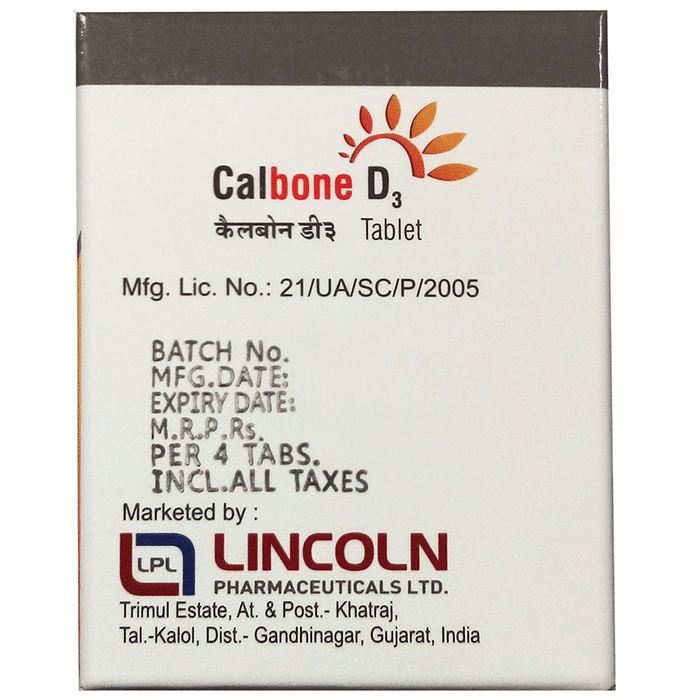 Calbone D3
कैलबोन डी३ Tablet
Mfg. Lic. No.: 21/UA/SC/P/2005
BATCH No.
MFG.DATE:
EXPIRY DATE:
M.R.P.Rs.
PER 4 TABS.
INCL.ALL TAXES
Marketed by :
LPL LINCOLN
PHARMACEUTICALS LTD.
Trimul Estate, At. & Post.- Khatraj,
Tal.-Kalol, Dist.- Gandhinagar, Gujarat, India